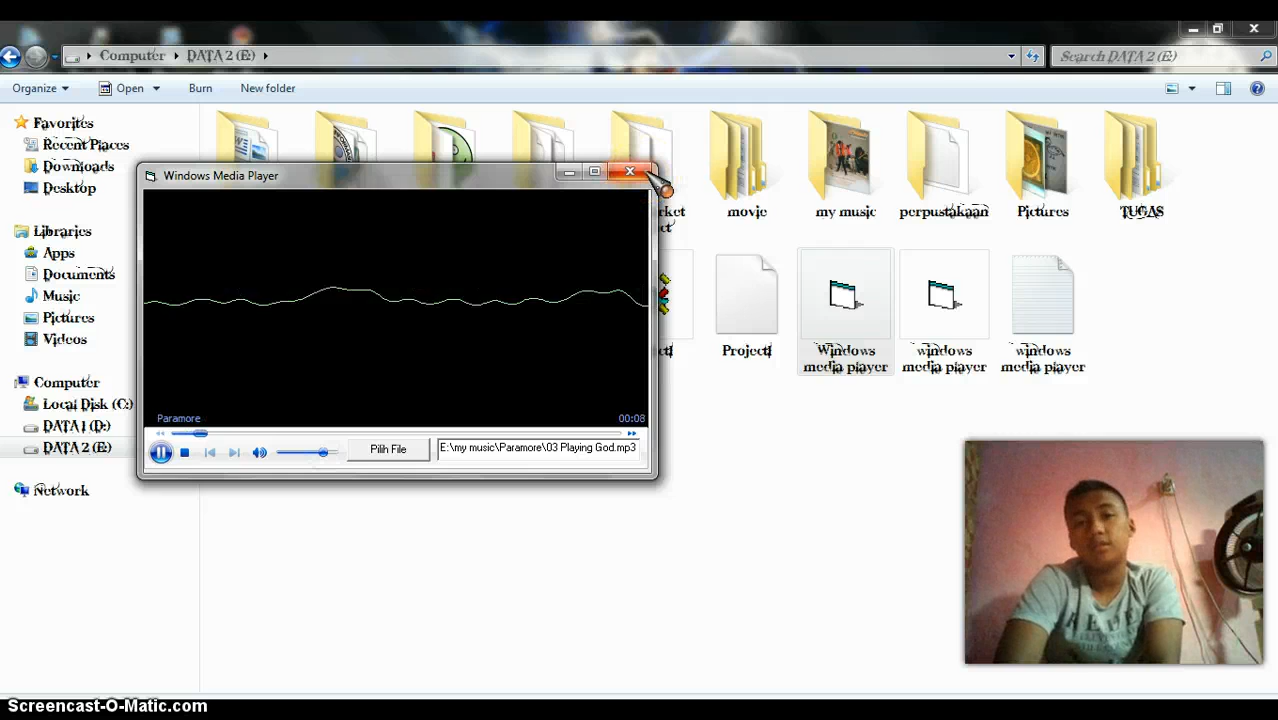 Computer DATA 2 (E:)
Search DATA 2 (E:)
Organize Open Burn New folder
Favorites
Recent Places
Downloads
Desktop
Libraries
Apps
Documents
Music
Pictures
Videos
Computer
Local Disk (C:)
DATA 1 (D:)
DATA 2 (E:)
Network
movie
my music
perpustakaan
Pictures
TUGAS
Project1
Windows
media player
windows
media player
windows
media player
Windows Media Player
Paramore 00:08
Pilih File
E:\my music\Paramore\03 Playing God.mp3
Screencast-O-Matic.com